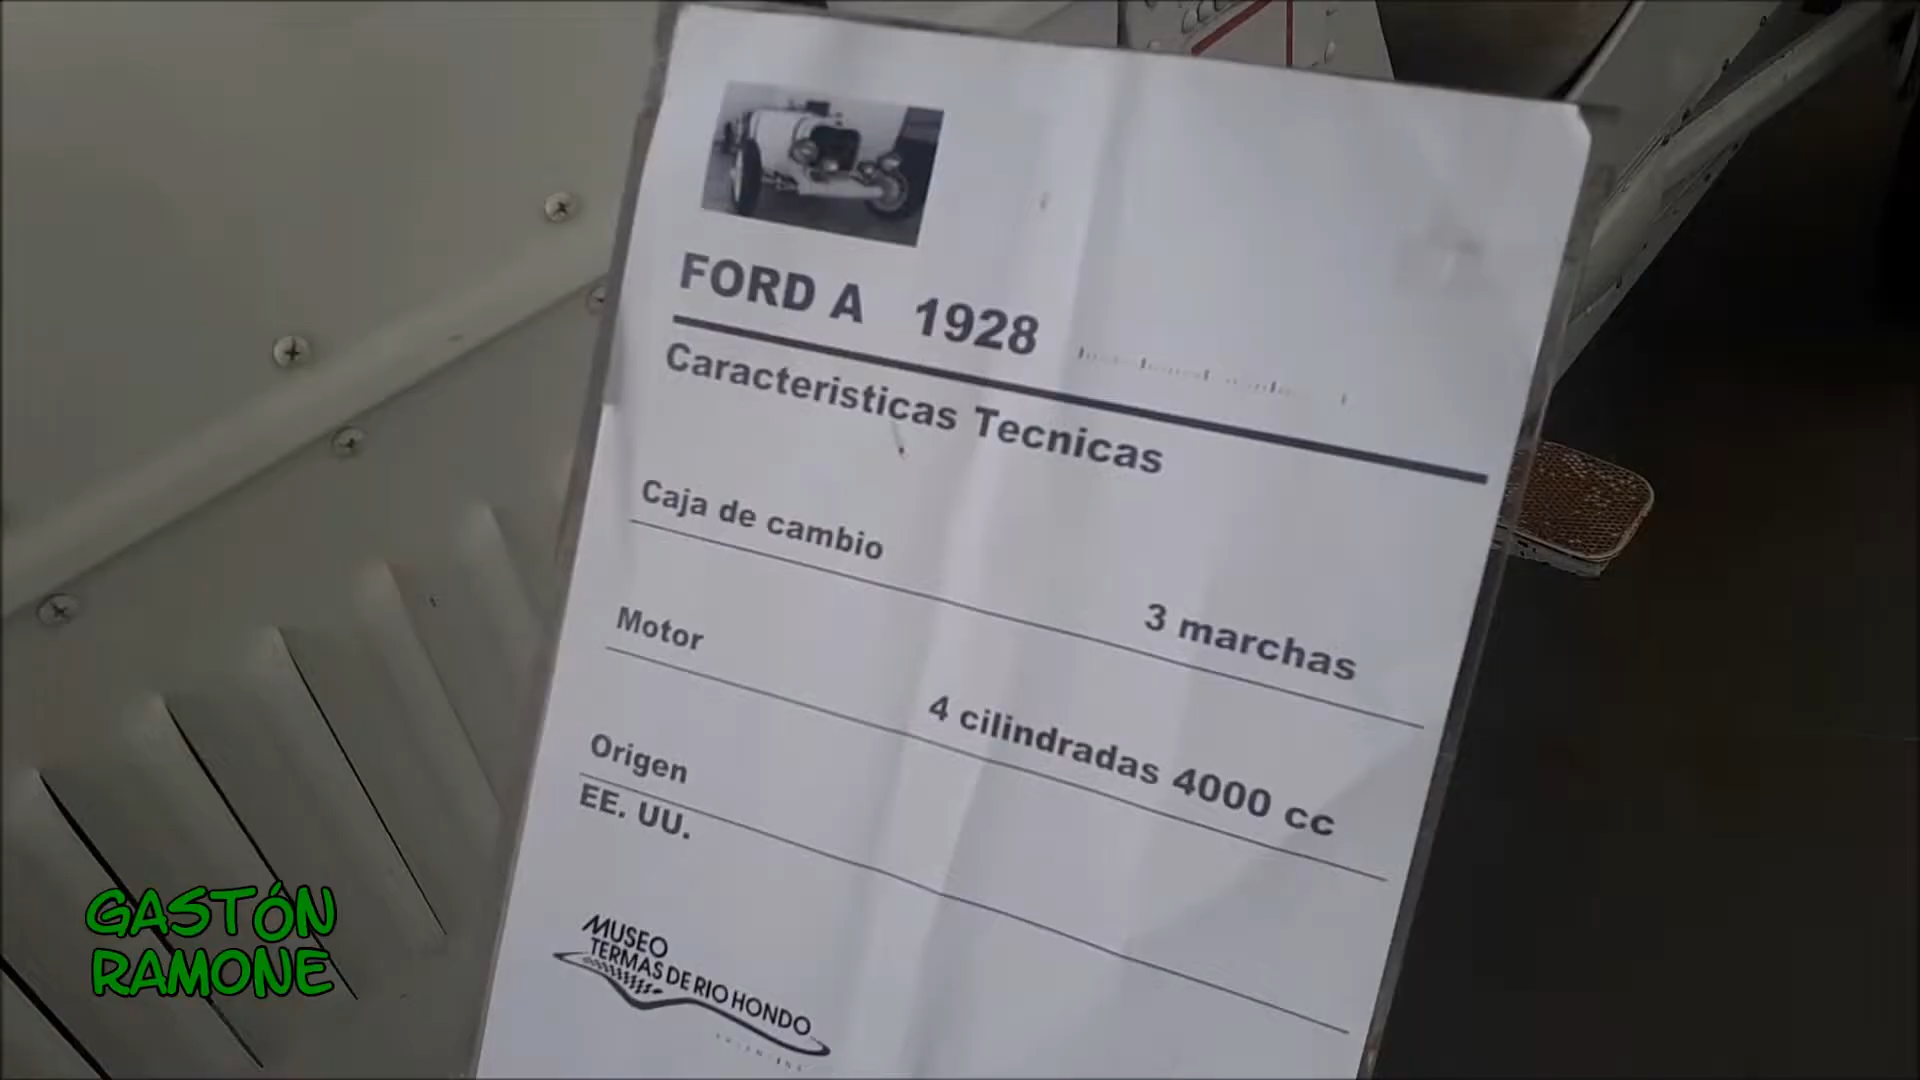 FORD A 1928
Caracteristicas Tecnicas
Caja de cambio
3 marchas
Motor
4 cilindradas 4000 cc
Origen
EE. UU.
MUSEO
TERMAS DE RIO HONDO
GASTÓN
RAMONE